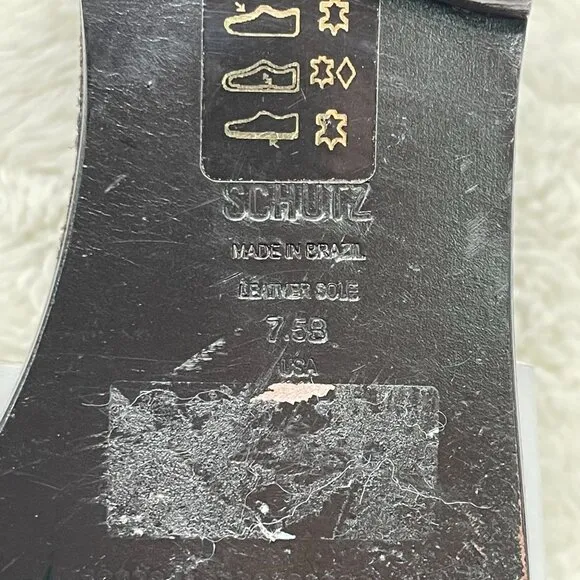 SCHUTZ
MADE IN BRAZIL
LEATHER SOLE
7.5B
USA